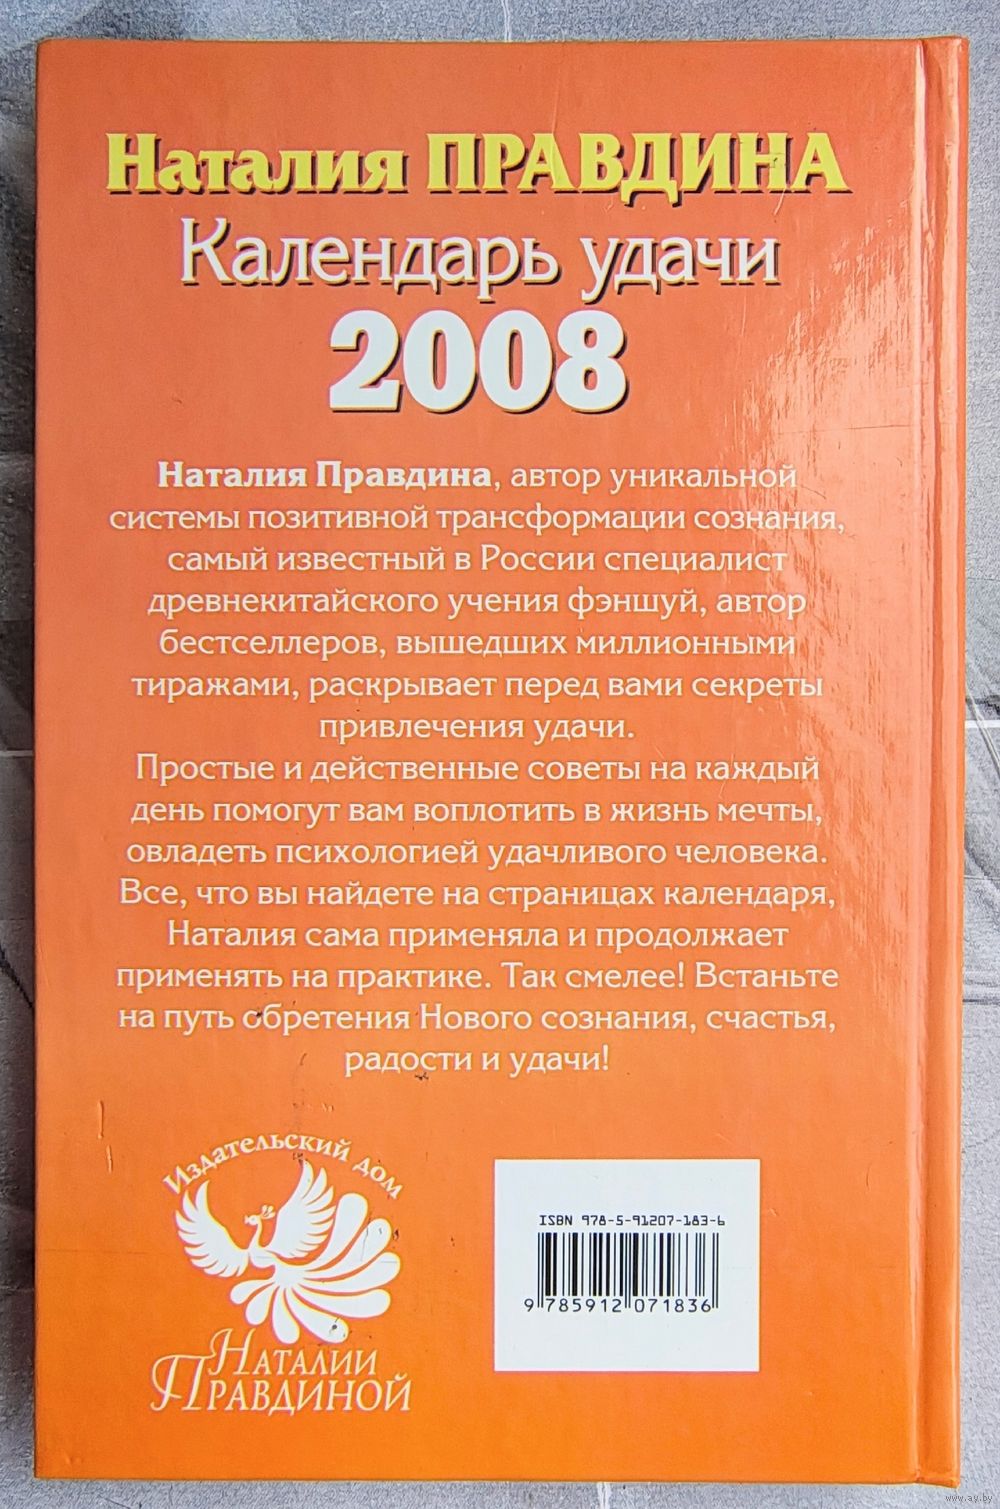 Наталия ПРАВДИНА
Календарь удачи
2008
Наталия Правдина, автор уникальной
системы позитивной трансформации сознания,
самый известный в России специалист
древнекитайского учения фэншуй, автор
бестселлеров, вышедших миллионными
тиражами, раскрывает перед вами секреты
привлечения удачи.
Простые и действенные советы на каждый
день помогут вам воплотить в жизнь мечты,
овладеть психологией удачливого человека.
Все, что вы найдете на страницах календаря,
Наталия сама применяла и продолжает
применять на практике. Так смелее! Встаньте
на путь обретения Нового сознания, счастья,
радости и удачи!
Издательский дом
Наталии
Правдиной
ISBN 978-5-91207-183-6
9 785912 071836
www.ay.by